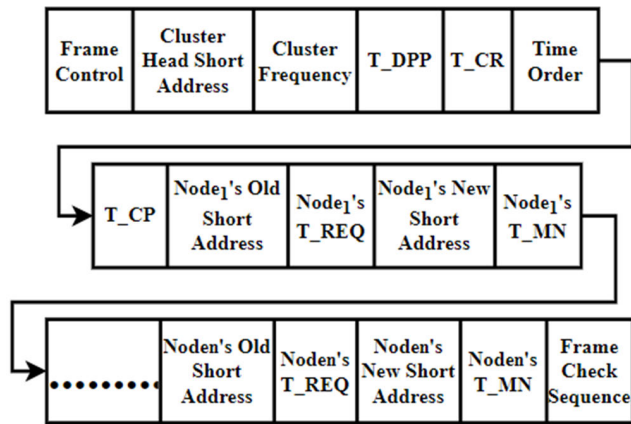 Frame Control
Cluster Head Short Address
Cluster Frequency
T_DPP
T_CR
Time Order
T_CP
Node1's Old Short Address
Node1's T_REQ
Node1's New Short Address
Node1's T_MN
..........
Noden's Old Short Address
Noden's T_REQ
Noden's New Short Address
Noden's T_MN
Frame Check Sequence